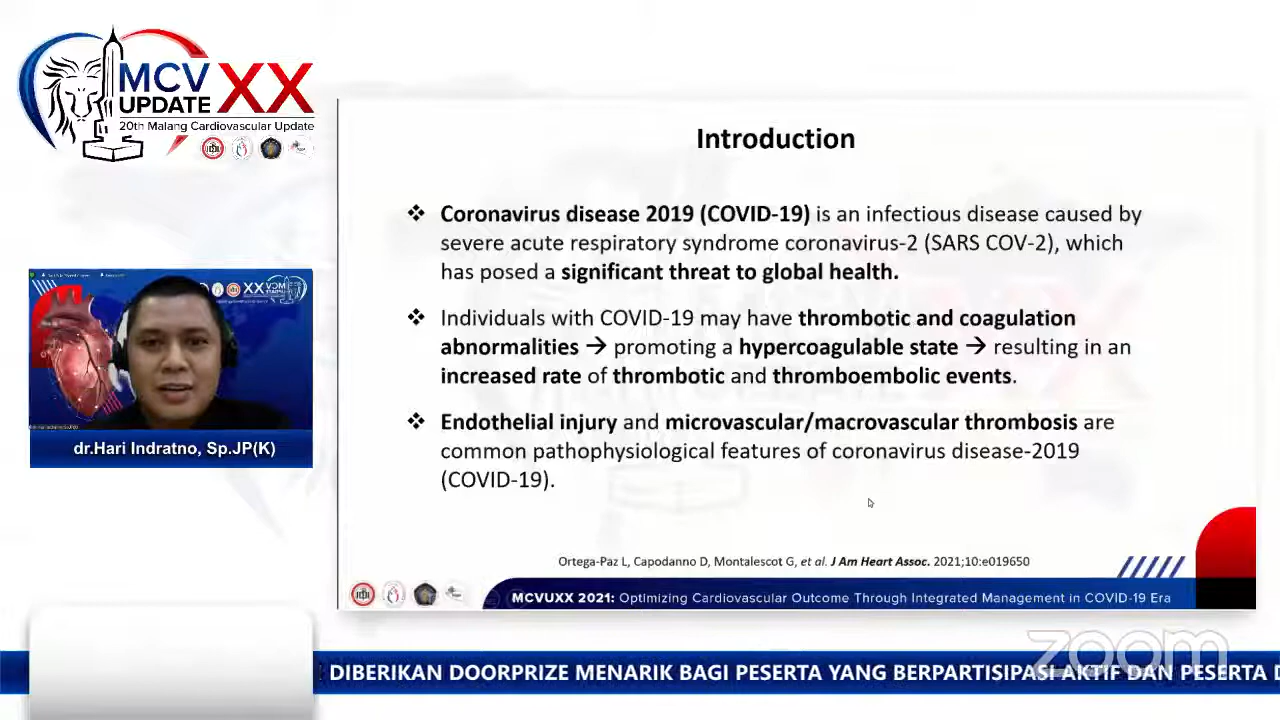 MCV
UPDATE
XX
20th Malang Cardiovascular Update
dr.Hari Indratno, Sp.JP(K)
Introduction
❖ Coronavirus disease 2019 (COVID-19) is an infectious disease caused by
severe acute respiratory syndrome coronavirus-2 (SARS COV-2), which
has posed a significant threat to global health.
❖ Individuals with COVID-19 may have thrombotic and coagulation
abnormalities → promoting a hypercoagulable state → resulting in an
increased rate of thrombotic and thromboembolic events.
❖ Endothelial injury and microvascular/macrovascular thrombosis are
common pathophysiological features of coronavirus disease-2019
(COVID-19).
Ortega-Paz L, Capodanno D, Montalescot G, et al. J Am Heart Assoc. 2021;10:e019650
MCVUXX 2021: Optimizing Cardiovascular Outcome Through Integrated Management in COVID-19 Era
zoom
DIBERIKAN DOORPRIZE MENARIK BAGI PESERTA YANG BERPARTISIPASI AKTIF DAN PESERTA D